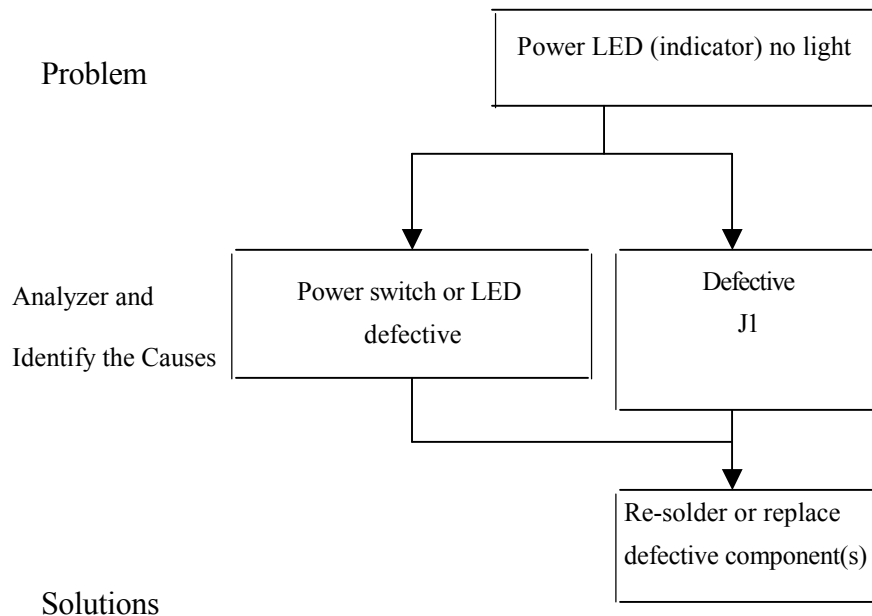 Power LED (indicator) no light
Problem
Power switch or LED
defective
Defective
J1
Analyzer and
Identify the Causes
Re-solder or replace
defective component(s)
Solutions